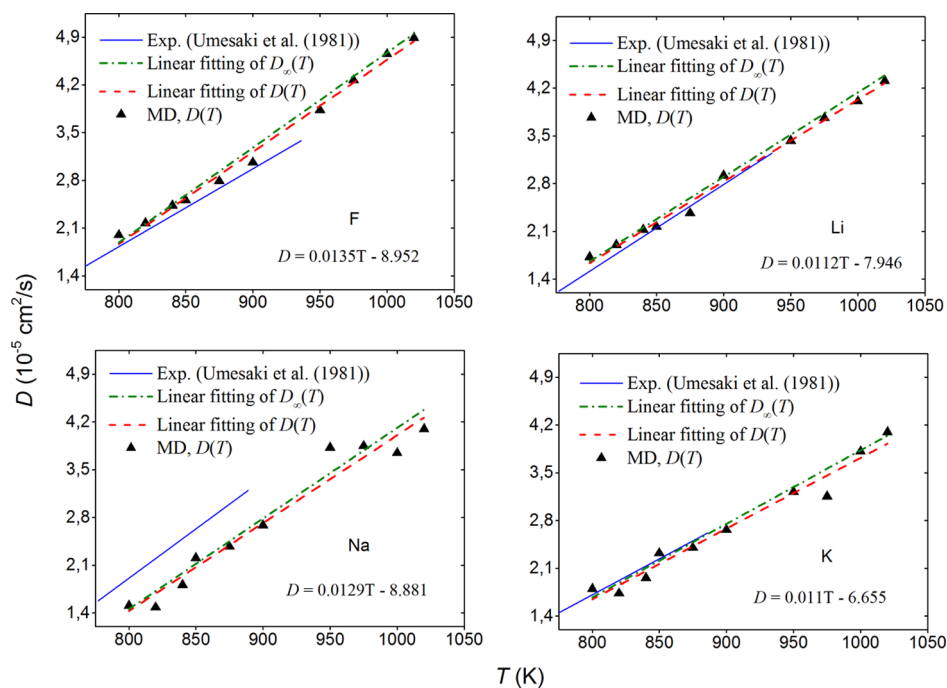 4,9
4,2
3,5
2,8
2,1
1,4
Exp. (Umesaki et al. (1981))
Linear fitting of D∞(T)
Linear fitting of D(T)
MD, D(T)
F
D = 0.0135T - 8.952
800 850 900 950 1000 1050
4,9
4,2
3,5
2,8
2,1
1,4
Exp. (Umesaki et al. (1981))
Linear fitting of D∞(T)
Linear fitting of D(T)
MD, D(T)
Li
D = 0.0112T - 7.946
800 850 900 950 1000 1050
D (10⁻⁵ cm²/s)
4,9
4,2
3,5
2,8
2,1
1,4
Exp. (Umesaki et al. (1981))
Linear fitting of D∞(T)
Linear fitting of D(T)
MD, D(T)
Na
D = 0.0129T - 8.881
800 850 900 950 1000 1050
4,9
4,2
3,5
2,8
2,1
1,4
Exp. (Umesaki et al. (1981))
Linear fitting of D∞(T)
Linear fitting of D(T)
MD, D(T)
K
D = 0.011T - 6.655
800 850 900 950 1000 1050
T (K)